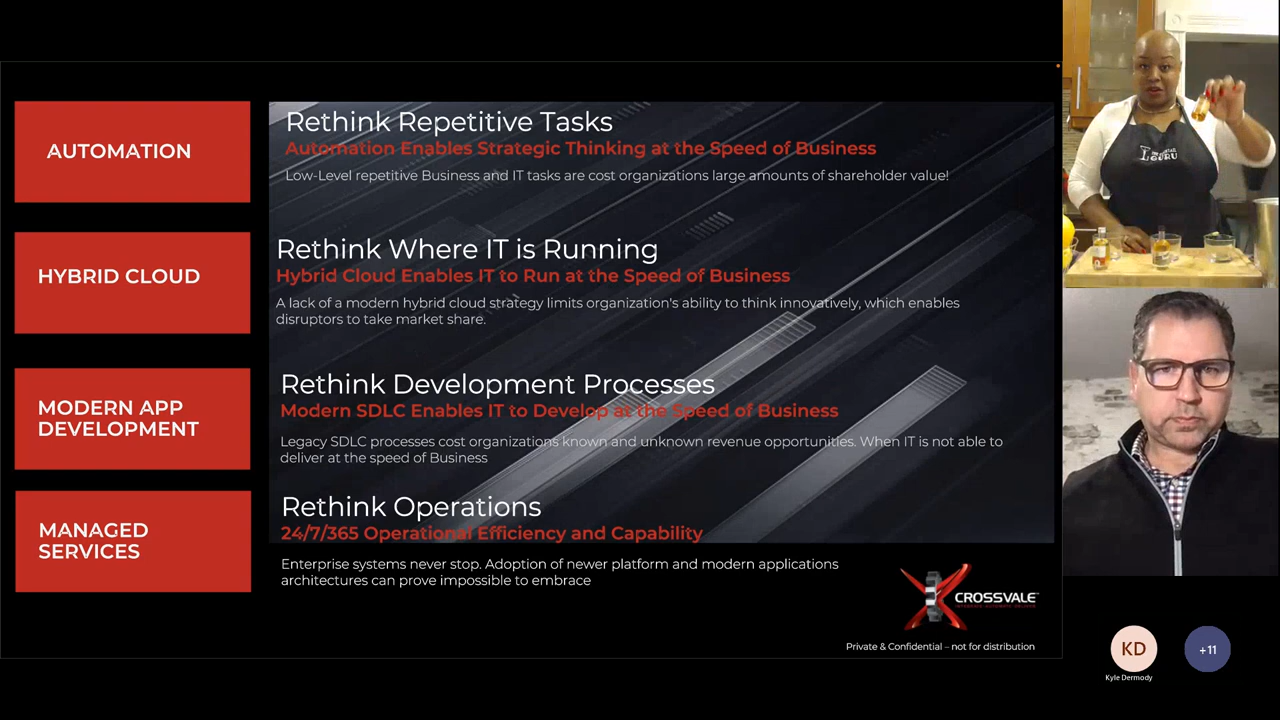 AUTOMATION
Rethink Repetitive Tasks
Automation Enables Strategic Thinking at the Speed of Business
Low-Level repetitive Business and IT tasks are cost organizations large amounts of shareholder value!
HYBRID CLOUD
Rethink Where IT is Running
Hybrid Cloud Enables IT to Run at the Speed of Business
A lack of a modern hybrid cloud strategy limits organization's ability to think innovatively, which enables
disruptors to take market share.
MODERN APP
DEVELOPMENT
Rethink Development Processes
Modern SDLC Enables IT to Develop at the Speed of Business
Legacy SDLC processes cost organizations known and unknown revenue opportunities. When IT is not able to
deliver at the speed of Business
MANAGED
SERVICES
Rethink Operations
24/7/365 Operational Efficiency and Capability
Enterprise systems never stop. Adoption of newer platform and modern applications
architectures can prove impossible to embrace
CROSSVALE
Private & Confidential – not for distribution
GURU
KD
Kyle Dermody
+11